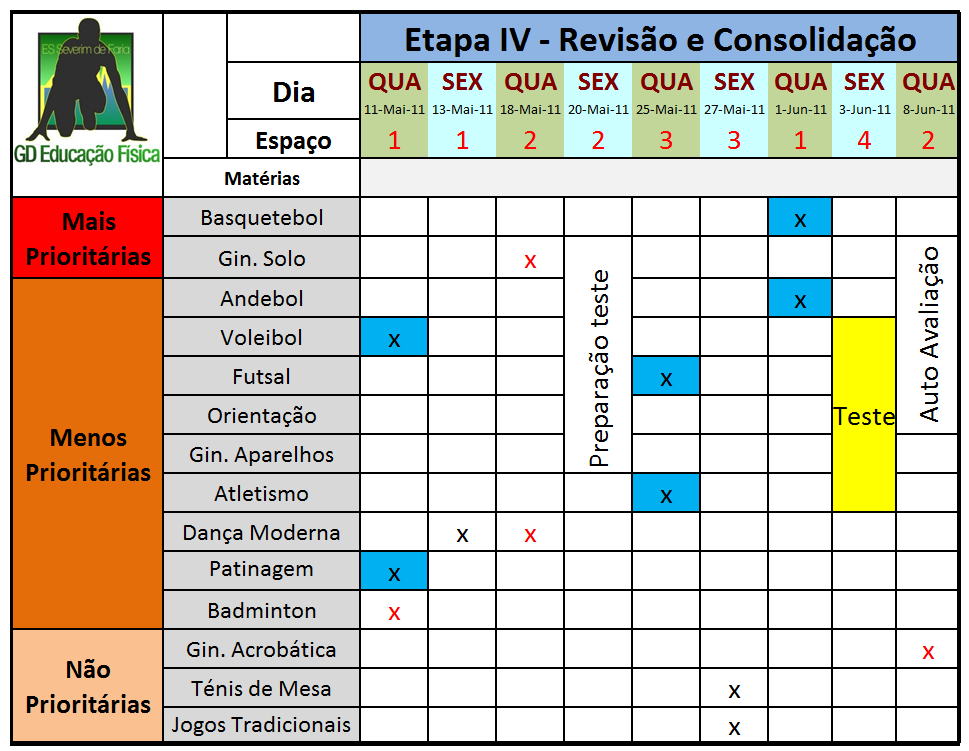 ES Severim de Faria
GD Educação Física
Etapa IV - Revisão e Consolidação
Dia
QUA SEX QUA SEX QUA SEX QUA SEX QUA
11-Mai-11 13-Mai-11 18-Mai-11 20-Mai-11 25-Mai-11 27-Mai-11 1-Jun-11 3-Jun-11 8-Jun-11
Espaço 1 1 2 2 3 3 1 4 2
Matérias
Mais
Prioritárias
Basquetebol x
Gin. Solo x
Menos
Prioritárias
Andebol x
Voleibol x
Futsal x
Orientação
Gin. Aparelhos
Atletismo x
Dança Moderna x x
Patinagem x
Badminton x
Preparação teste
Teste
Auto Avaliação
Não
Prioritárias
Gin. Acrobática x
Ténis de Mesa x
Jogos Tradicionais x